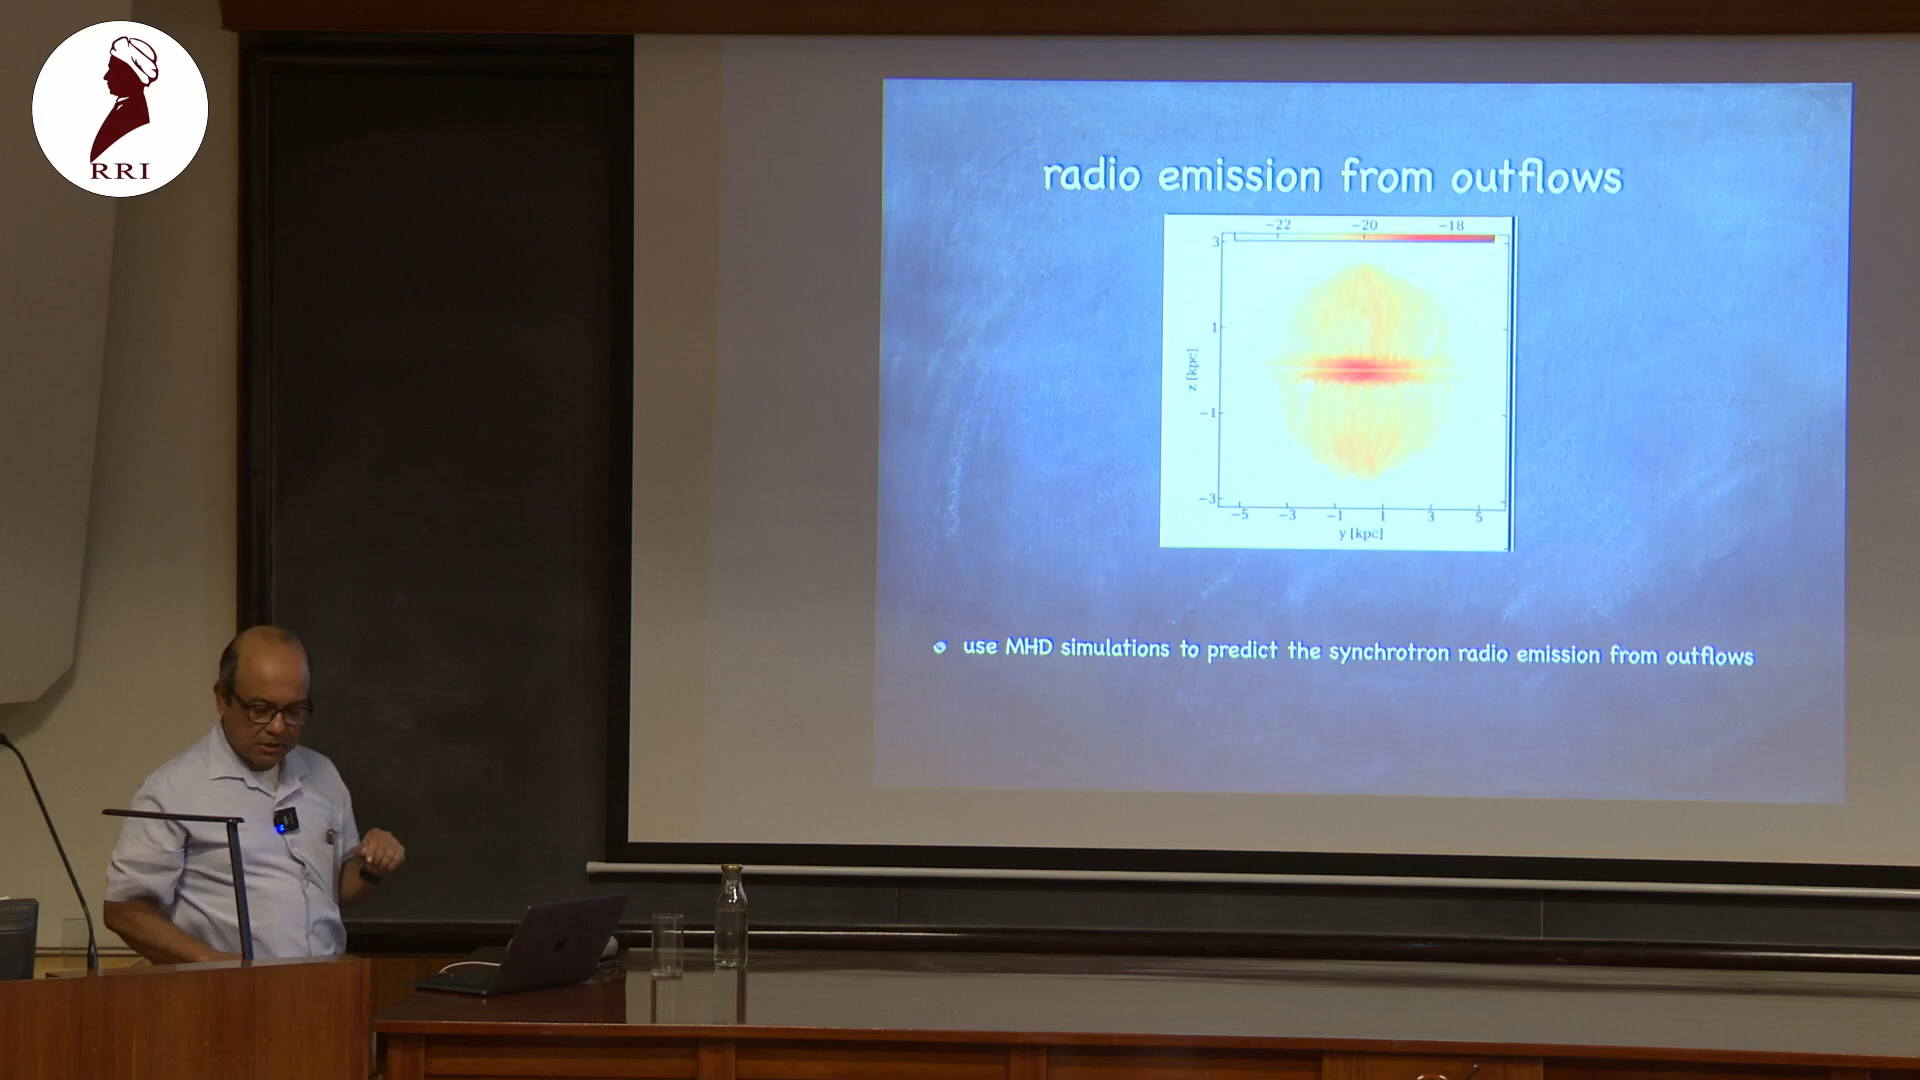 RRI
radio emission from outflows
−22 −20 −18
3
1
z [kpc]
−1
−3
−5 −3 −1 1 3 5
y [kpc]
use MHD simulations to predict the synchrotron radio emission from outflows